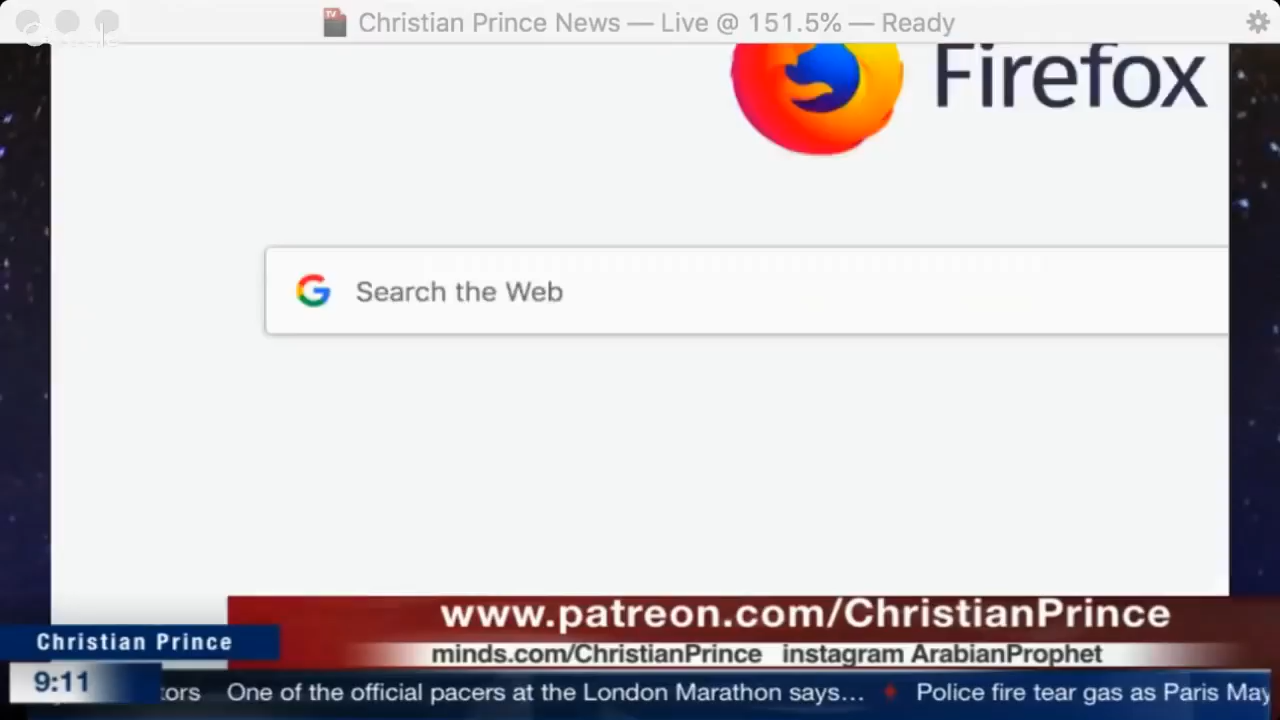 Christian Prince News — Live @ 151.5% — Ready
Firefox
Search the Web
www.patreon.com/ChristianPrince
minds.com/ChristianPrince instagram ArabianProphet
Christian Prince
9:11
tors One of the official pacers at the London Marathon says... Police fire tear gas as Paris May